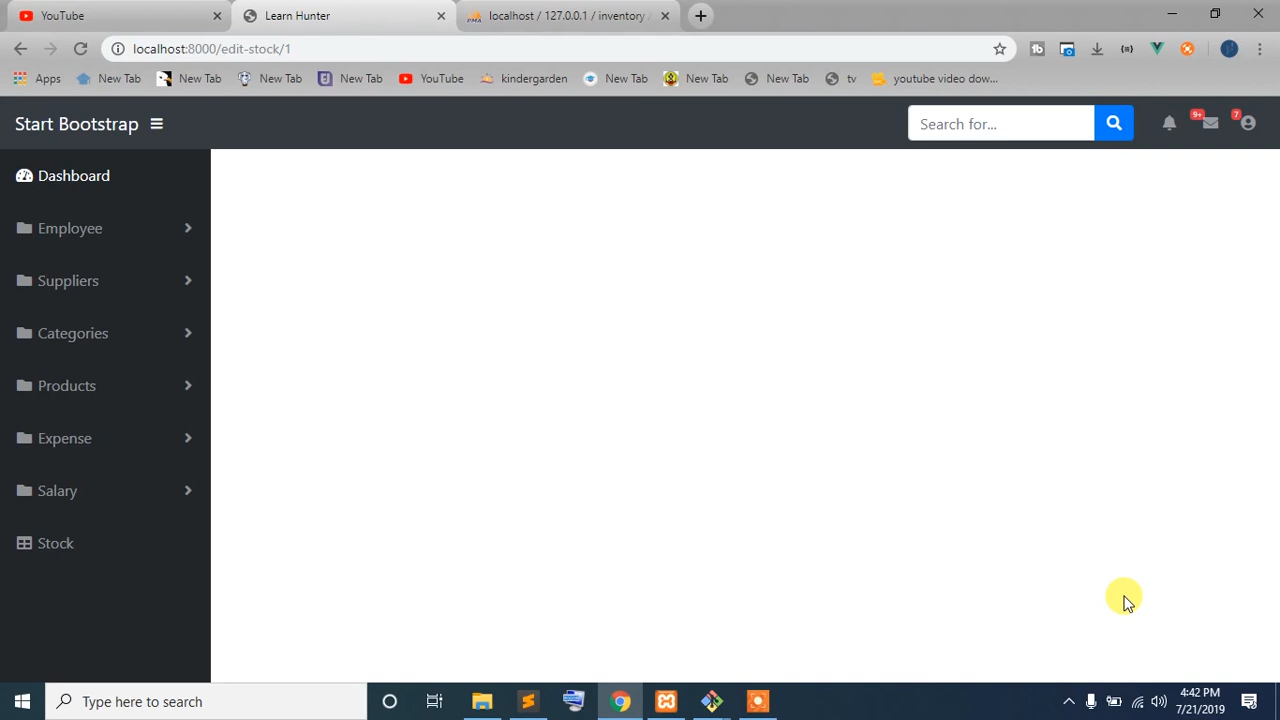 YouTube
Learn Hunter
localhost / 127.0.0.1 / inventory
localhost:8000/edit-stock/1
Apps New Tab New Tab New Tab New Tab YouTube kindergarden New Tab New Tab New Tab tv youtube video dow...
Start Bootstrap
Search for...
9+
7
Dashboard
Employee
Suppliers
Categories
Products
Expense
Salary
Stock
Type here to search
4:42 PM
7/21/2019